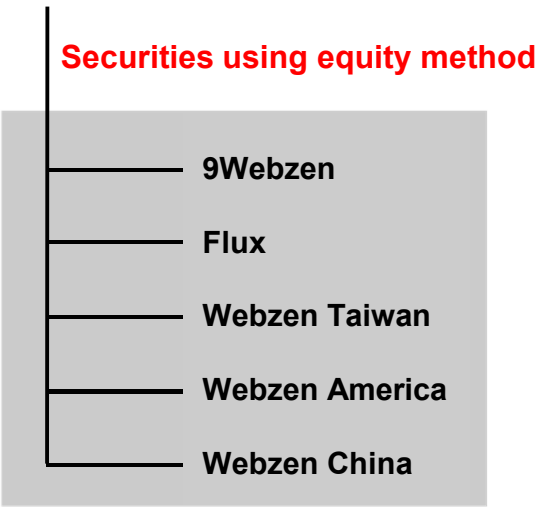 Securities using equity method
9Webzen
Flux
Webzen Taiwan
Webzen America
Webzen China